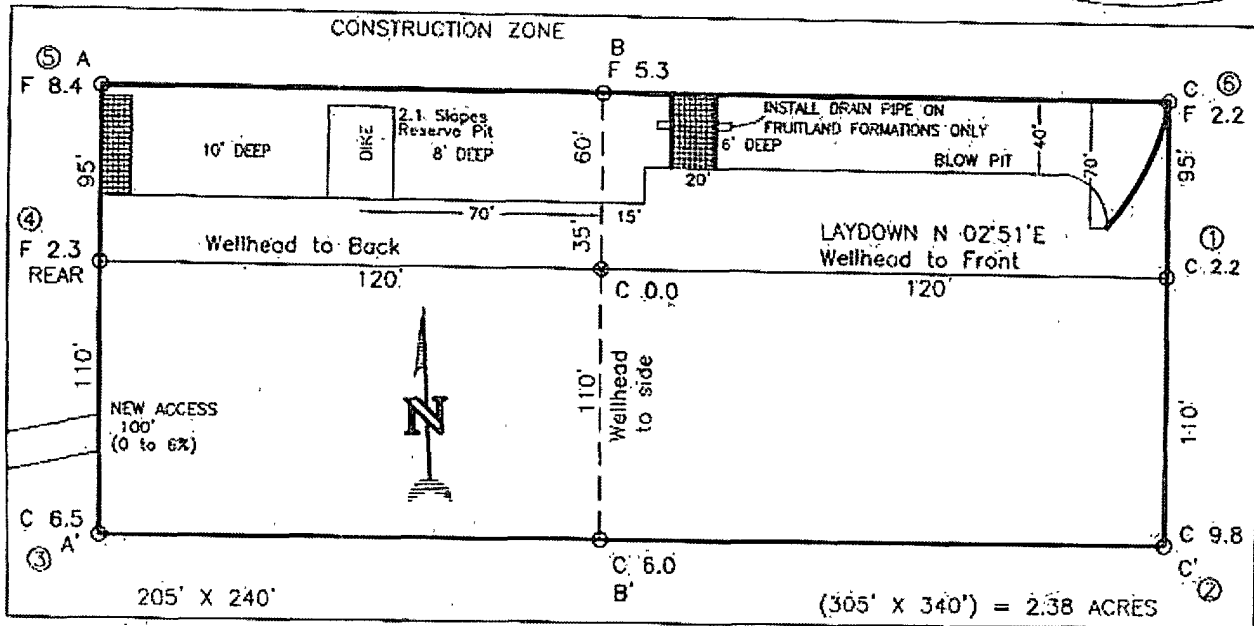 CONSTRUCTION ZONE
⑤ A
F 8.4
B
F 5.3
C ⑥
F 2.2
95'
10' DEEP
DIKE
2.1 Slopes
Reserve Pit
8' DEEP
60'
INSTALL DRAIN PIPE ON
FRUITLAND FORMATIONS ONLY
6' DEEP
20'
BLOW PIT
40'
70'
95'
④
F 2.3
REAR
70'
15'
35'
Wellhead to Back
120'
LAYDOWN N 02°51'E
Wellhead to Front
120'
①
C 2.2
C 0.0
110'
NEW ACCESS
100'
(0 to 6%)
N
110'
Wellhead
to side
110'
C 6.5
③ A'
C 6.0
B'
C 9.8
C' ②
205' X 240'
(305' X 340') = 2.38 ACRES